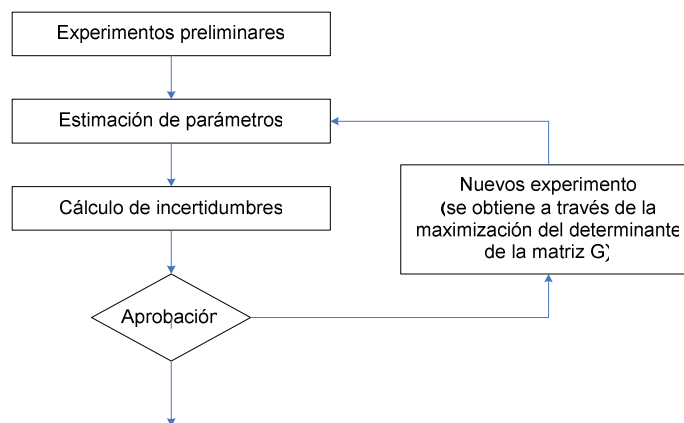 Experimentos preliminares
Estimación de parámetros
Cálculo de incertidumbres
Nuevos experimento
(se obtiene a través de la
maximización del determinante
de la matriz G)
Aprobación